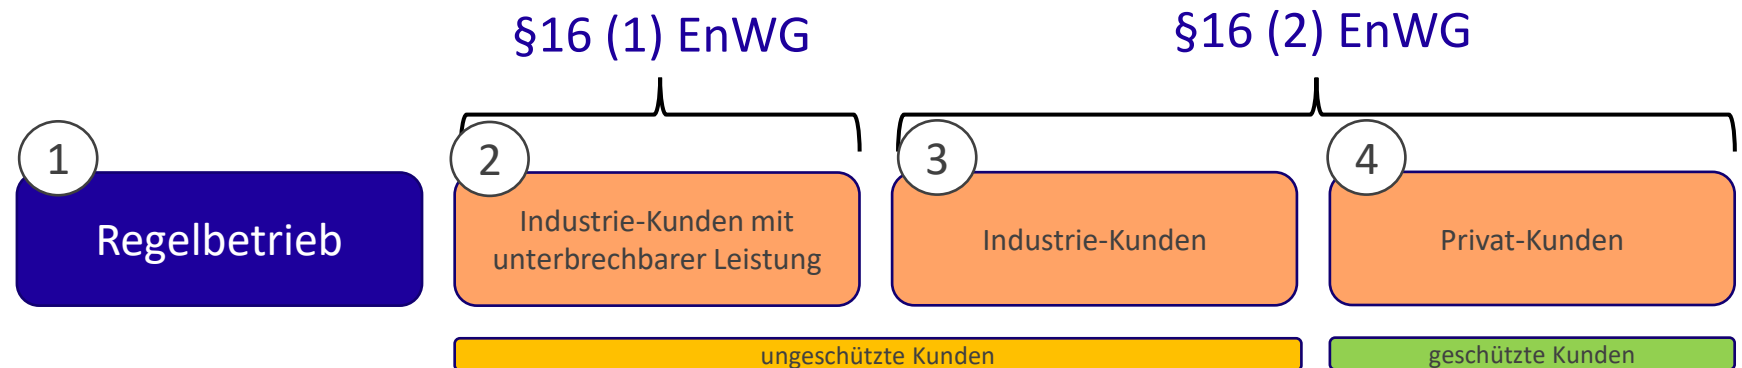 §16 (1) EnWG
§16 (2) EnWG
1
Regelbetrieb
2
Industrie-Kunden mit
unterbrechbarer Leistung
3
Industrie-Kunden
4
Privat-Kunden
ungeschützte Kunden
geschützte Kunden